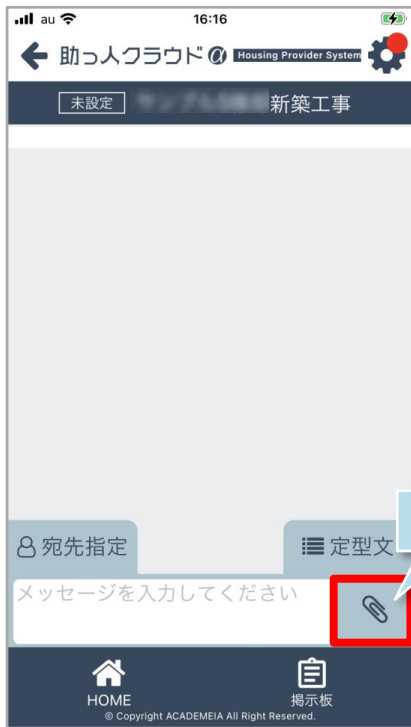 au 16:16
助っ人クラウドα Housing Provider System
未設定 新築工事
宛先指定 定型文
メッセージを入力してください
HOME 掲示板
© Copyright ACADEMEIA All Right Reserved.